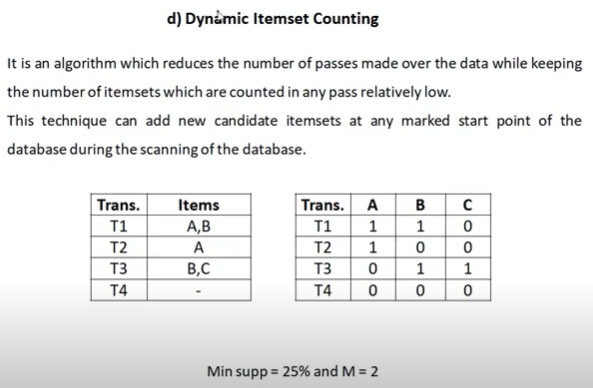 d) Dynamic Itemset Counting
It is an algorithm which reduces the number of passes made over the data while keeping
the number of itemsets which are counted in any pass relatively low.
This technique can add new candidate itemsets at any marked start point of the
database during the scanning of the database.
Trans. Items
T1 A,B
T2 A
T3 B,C
T4 -
Trans. A B C
T1 1 1 0
T2 1 0 0
T3 0 1 1
T4 0 0 0
Min supp = 25% and M = 2